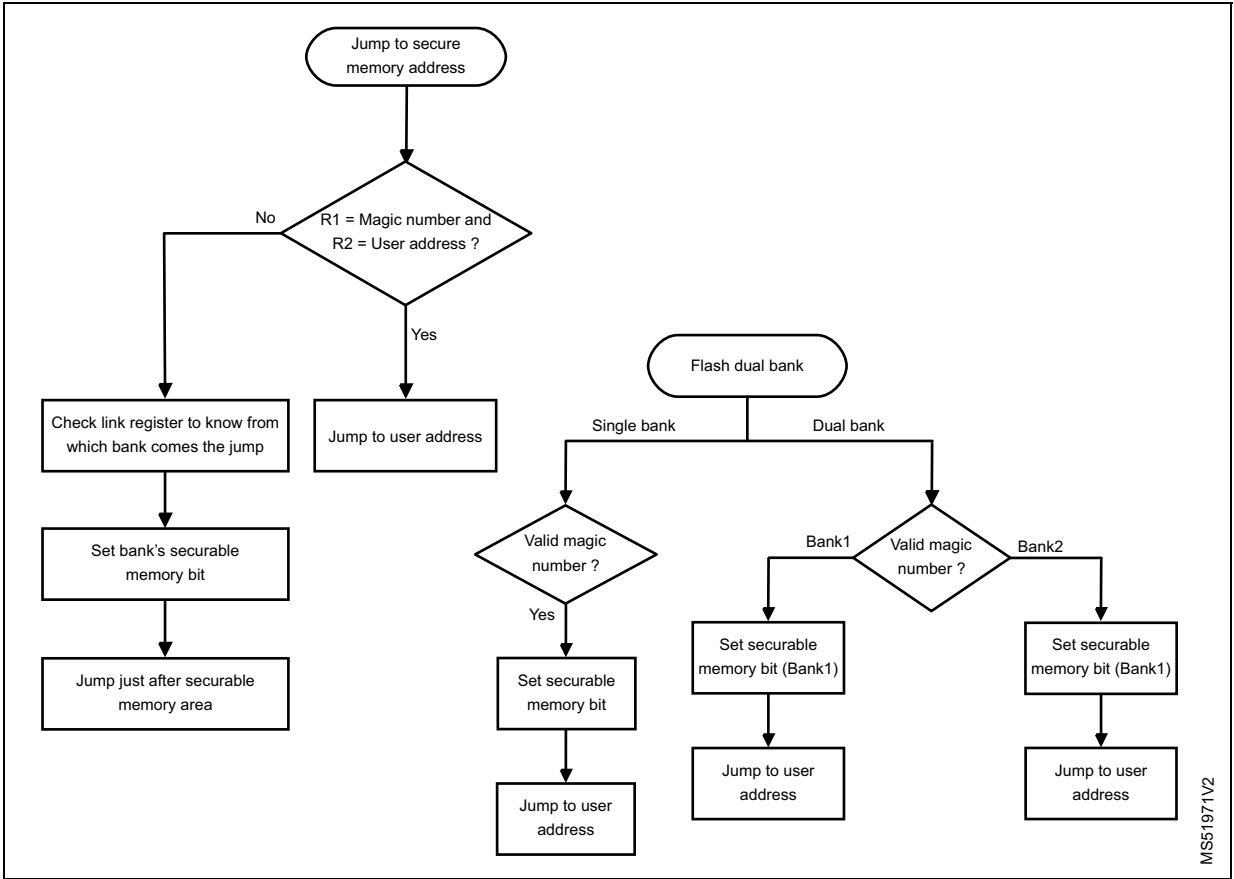 Jump to secure
memory address
No
R1 = Magic number and
R2 = User address ?
Yes
Check link register to know from
which bank comes the jump
Jump to user address
Set bank's securable
memory bit
Jump just after securable
memory area
Flash dual bank
Single bank
Dual bank
Valid magic
number ?
Yes
Set securable
memory bit
Jump to user
address
Bank1
Valid magic
number ?
Bank2
Set securable
memory bit (Bank1)
Jump to user
address
Set securable
memory bit (Bank1)
Jump to user
address
MS51971V2